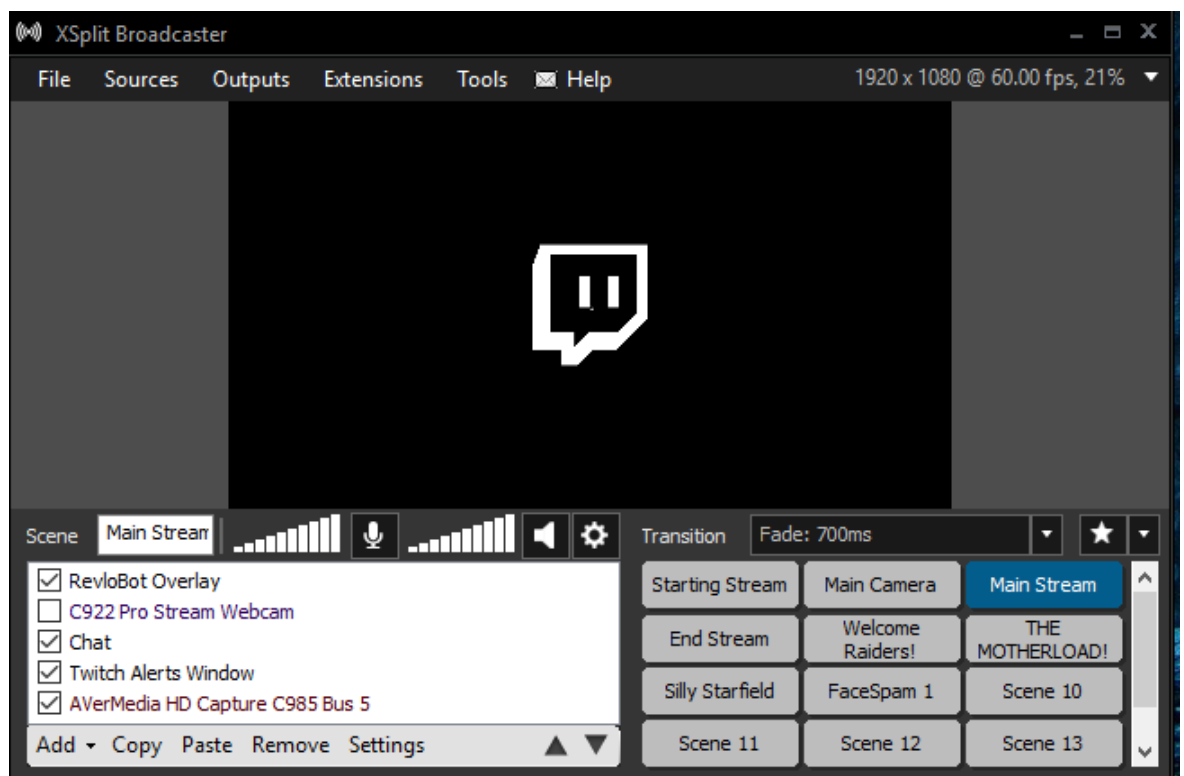 XSplit Broadcaster
File Sources Outputs Extensions Tools Help 1920 x 1080 @ 60.00 fps, 21%
Scene Main Stream Transition Fade: 700ms
RevloBot Overlay
C922 Pro Stream Webcam
Chat
Twitch Alerts Window
AVerMedia HD Capture C985 Bus 5
Add Copy Paste Remove Settings
Starting Stream Main Camera Main Stream
End Stream Welcome Raiders! THE MOTHERLOAD!
Silly Starfield FaceSpam 1 Scene 10
Scene 11 Scene 12 Scene 13